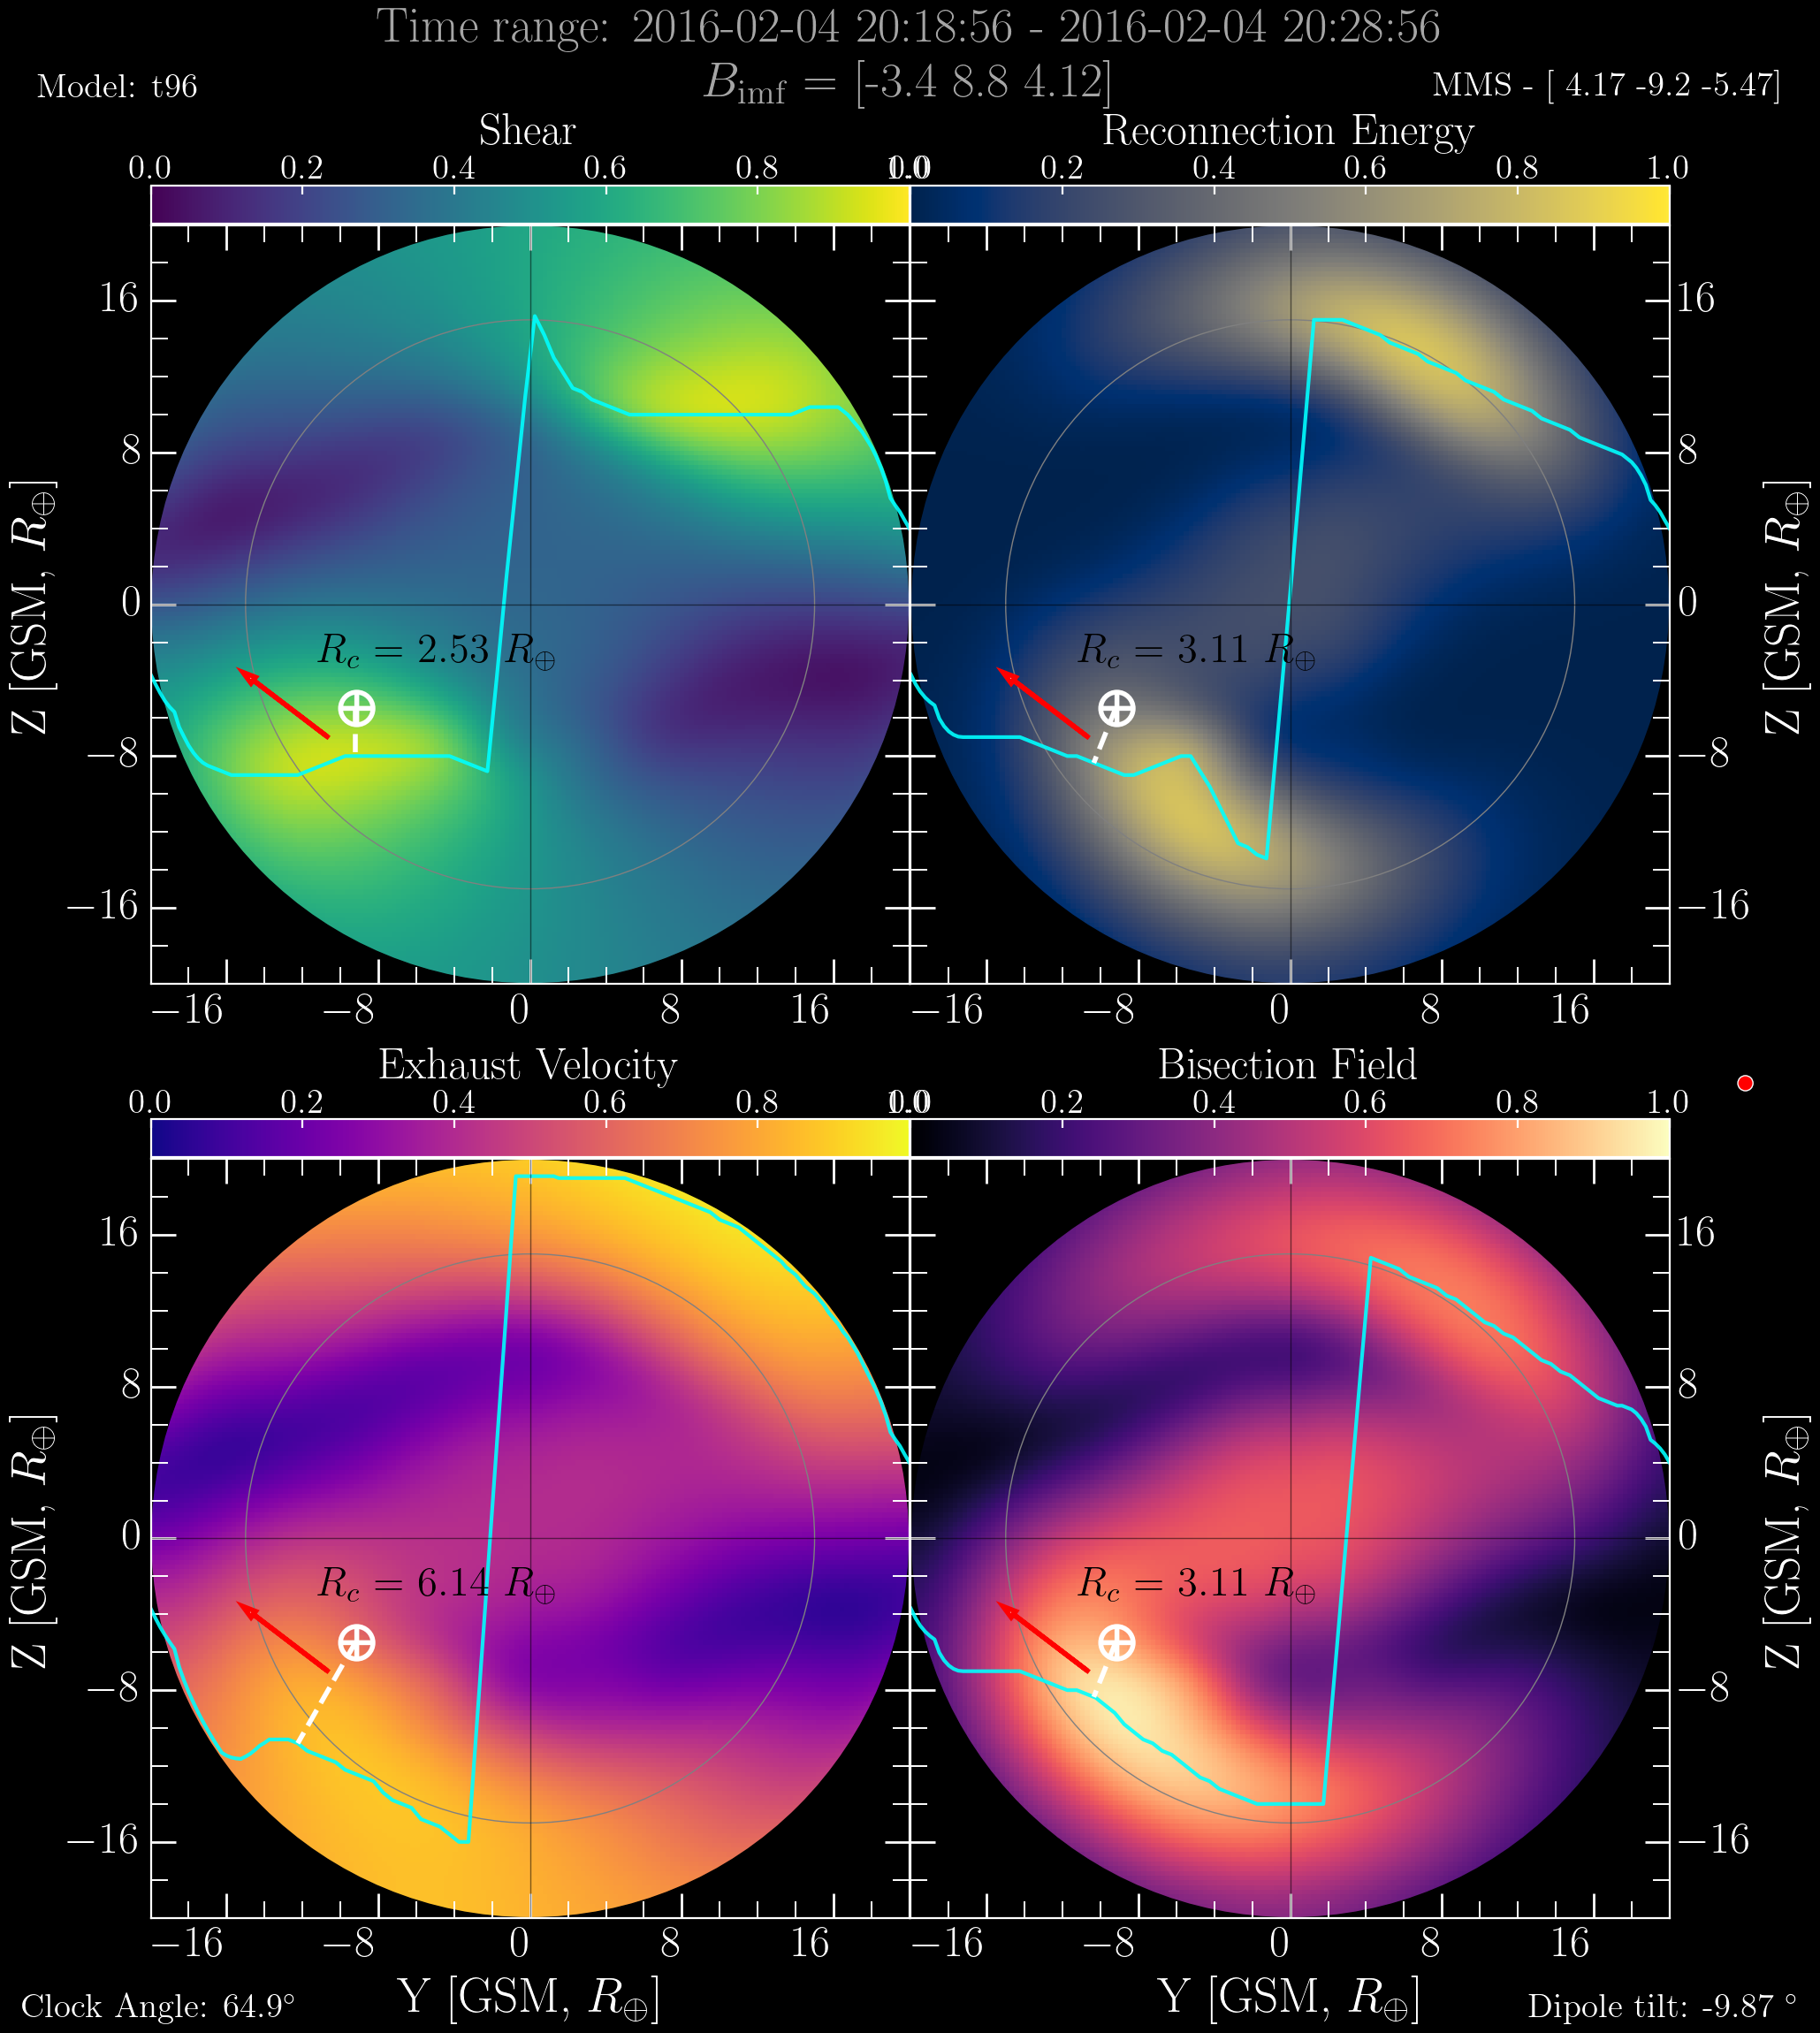 Time range: 2016-02-04 20:18:56 - 2016-02-04 20:28:56
Model: t96
B_imf = [-3.4 8.8 4.12]
MMS - [ 4.17 -9.2 -5.47]
Shear
Reconnection Energy
0.0 0.2 0.4 0.6 0.8 1.0
0.0 0.2 0.4 0.6 0.8 1.0
16
8
0
−8
−16
Z [GSM, R⊕]
R_c = 2.53 R⊕
R_c = 3.11 R⊕
16
8
0
−8
−16
Z [GSM, R⊕]
−16 −8 0 8 16
−16 −8 0 8 16
Exhaust Velocity
Bisection Field
0.0 0.2 0.4 0.6 0.8 1.0
0.0 0.2 0.4 0.6 0.8 1.0
16
8
0
−8
−16
Z [GSM, R⊕]
R_c = 6.14 R⊕
R_c = 3.11 R⊕
16
8
0
−8
−16
Z [GSM, R⊕]
−16 −8 0 8 16
−16 −8 0 8 16
Y [GSM, R⊕]
Y [GSM, R⊕]
Clock Angle: 64.9°
Dipole tilt: -9.87 °